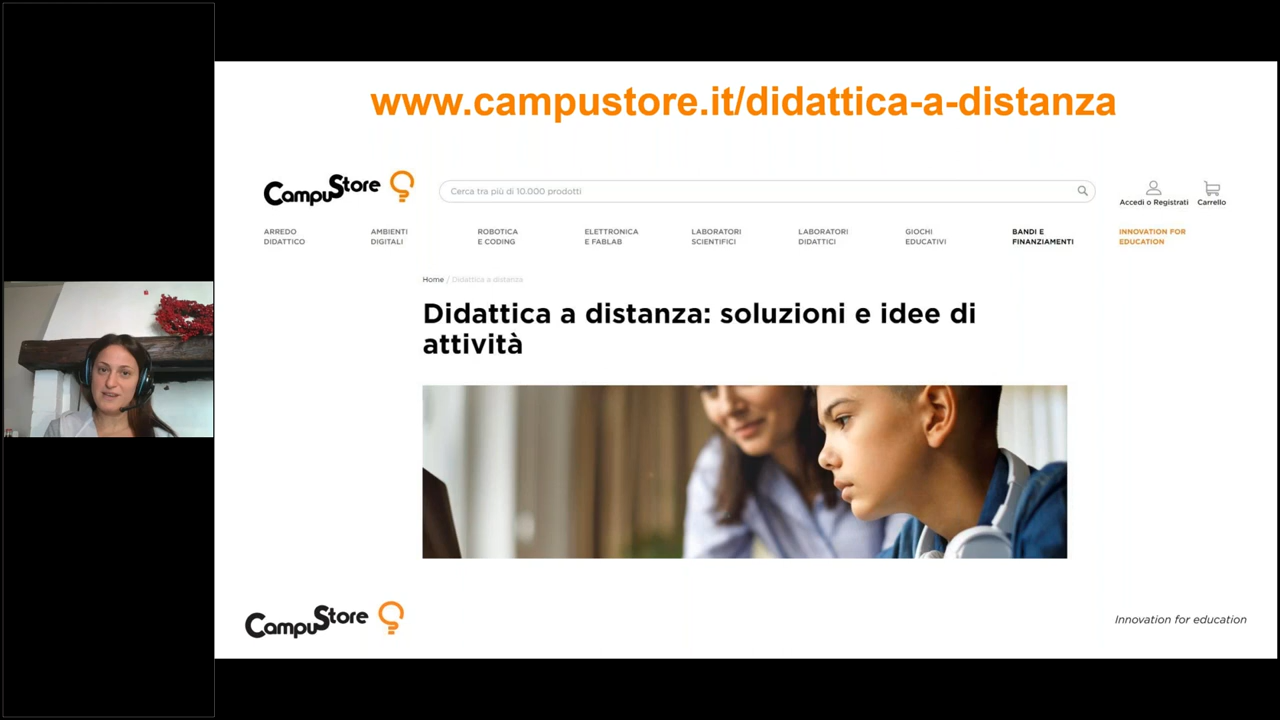 www.campustore.it/didattica-a-distanza
CampuStore
Cerca tra più di 10.000 prodotti
Accedi o Registrati
Carrello
ARREDO
DIDATTICO
AMBIENTI
DIGITALI
ROBOTICA
E CODING
ELETTRONICA
E FABLAB
LABORATORI
SCIENTIFICI
LABORATORI
DIDATTICI
GIOCHI
EDUCATIVI
BANDI E
FINANZIAMENTI
INNOVATION FOR
EDUCATION
Home / Didattica a distanza
Didattica a distanza: soluzioni e idee di
attività
CampuStore
Innovation for education